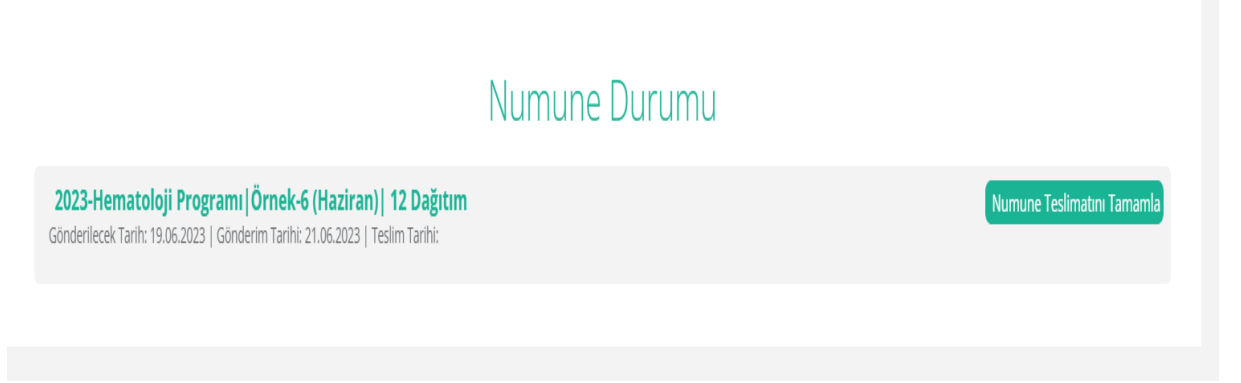 Numune Durumu
2023-Hematoloji Programı|Örnek-6 (Haziran)| 12 Dağıtım
Numune Teslimatını Tamamla
Gönderilecek Tarih: 19.06.2023 | Gönderim Tarihi: 21.06.2023 | Teslim Tarihi: